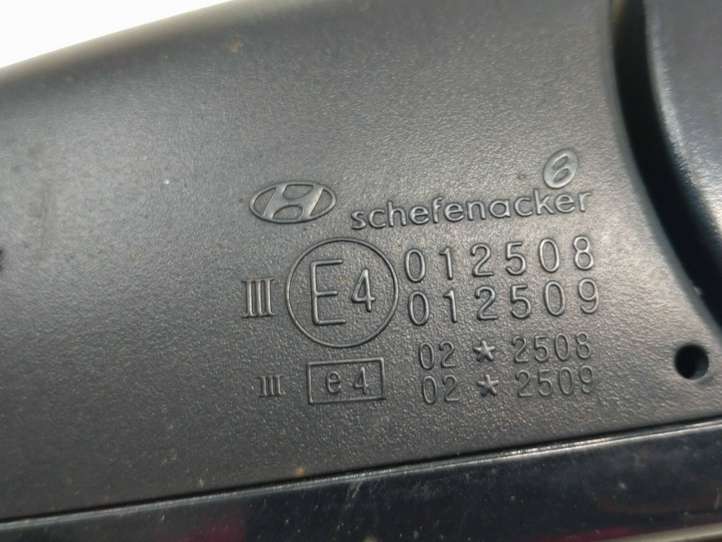 schefenacker
III E4 012508
012509
02 * 2508
III e4 02 * 2509